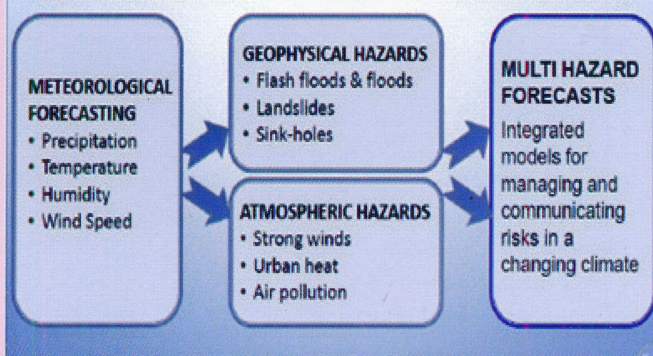 METEOROLOGICAL
FORECASTING
• Precipitation
• Temperature
• Humidity
• Wind Speed
GEOPHYSICAL HAZARDS
• Flash floods & floods
• Landslides
• Sink-holes
ATMOSPHERIC HAZARDS
• Strong winds
• Urban heat
• Air pollution
MULTI HAZARD
FORECASTS
Integrated
models for
managing and
communicating
risks in a
changing climate